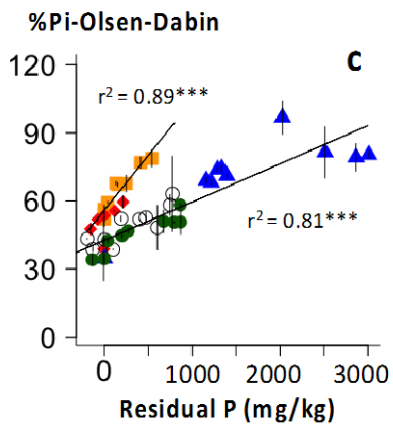 %Pi-Olsen-Dabin
120
c
r² = 0.89***
90
60
r² = 0.81***
30
0
0 1000 2000 3000
Residual P (mg/kg)